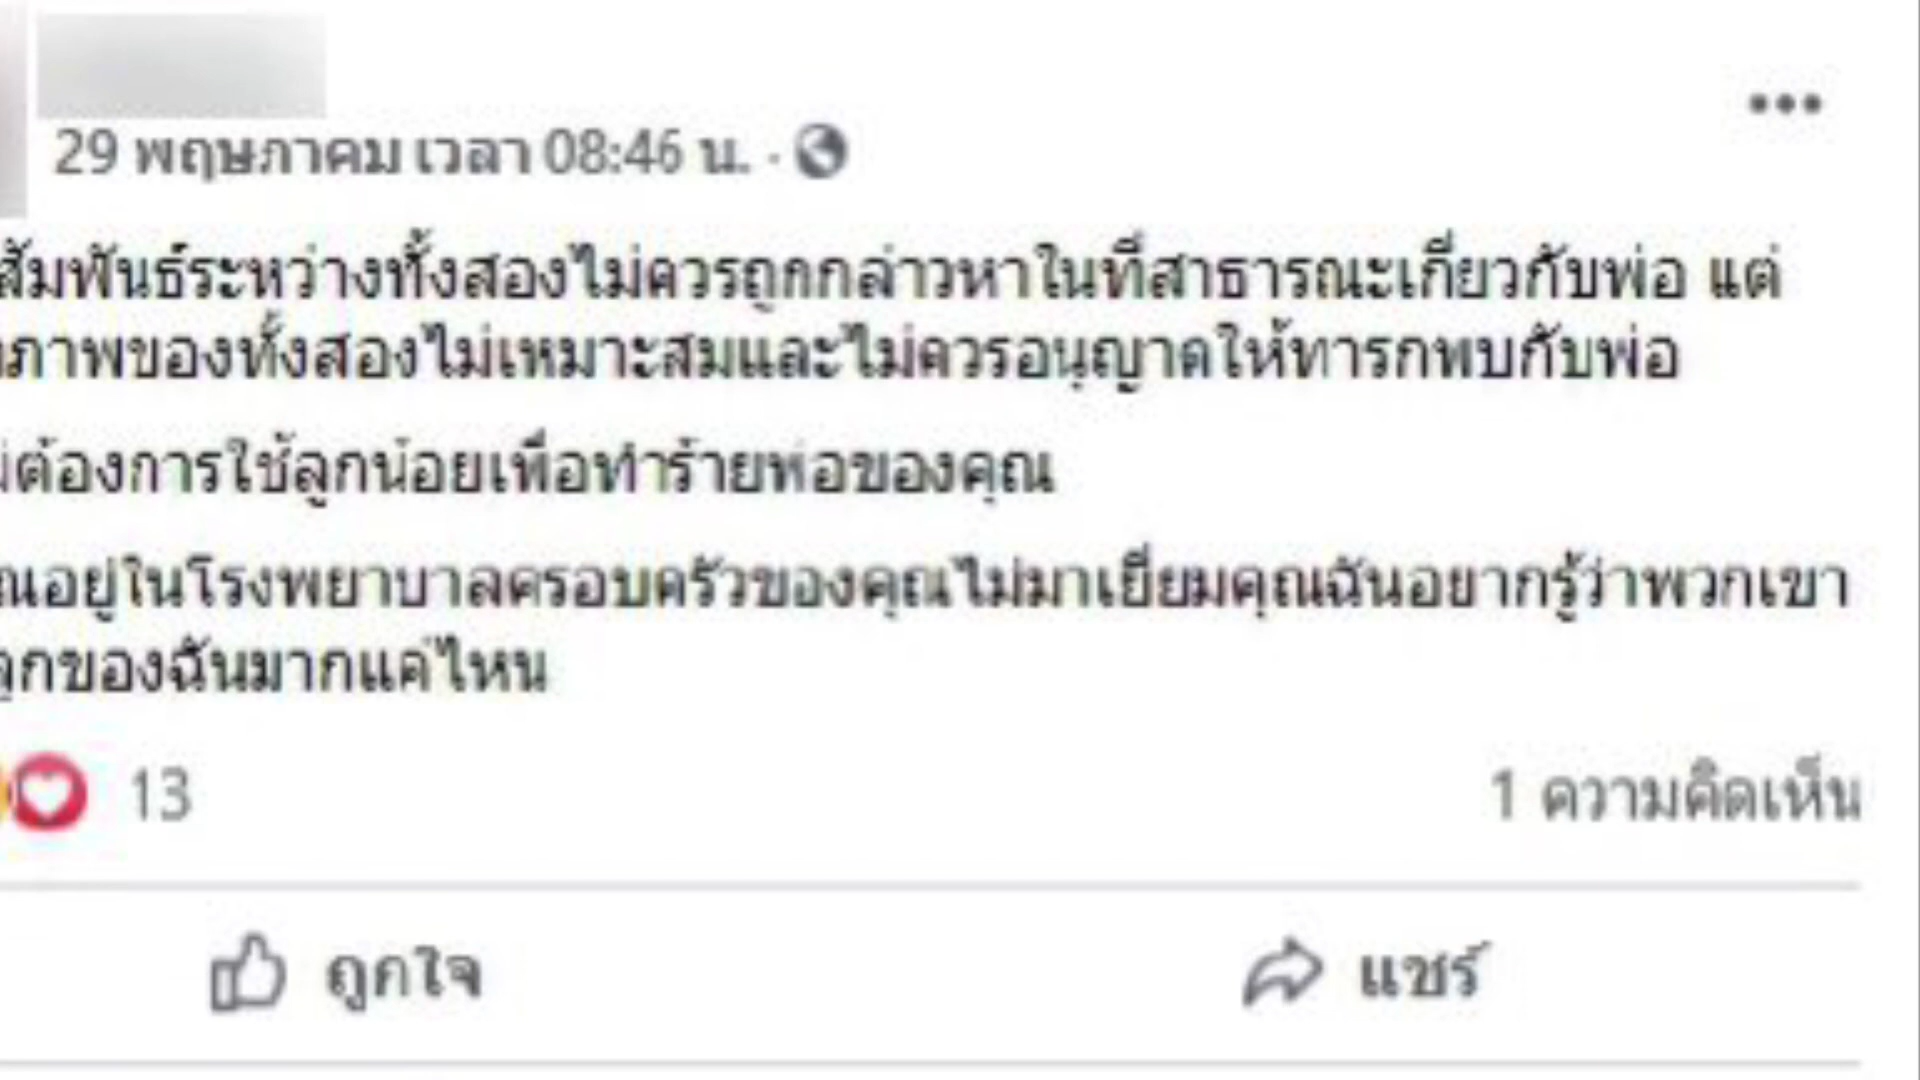 29 พฤษภาคม เวลา 08:46 น. ·
สัมพันธ์ระหว่างทั้งสองไม่ควรถูกกล่าวหาในที่สาธารณะเกี่ยวกับพ่อ แต่
ภาพของทั้งสองไม่เหมาะสมและไม่ควรอนุญาตให้ทารกพบกับพ่อ
ต้องการใช้ลูกน้อยเพื่อทำร้ายพ่อของคุณ
ณอยู่ในโรงพยาบาลครอบครัวของคุณไม่มาเยี่ยมคุณฉันอยากรู้ว่าพวกเขา
ลูกของฉันมากแค่ไหน
13
1 ความคิดเห็น
ถูกใจ
แชร์